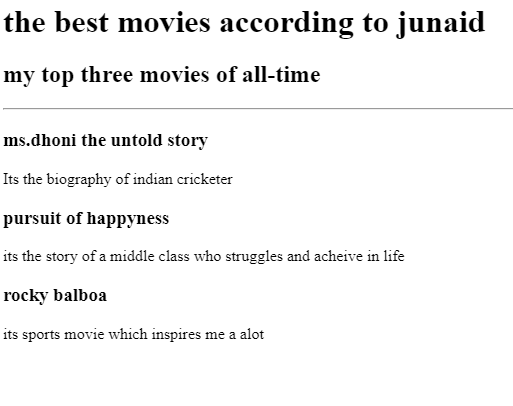 the best movies according to junaid
my top three movies of all-time
ms.dhoni the untold story
Its the biography of indian cricketer
pursuit of happyness
its the story of a middle class who struggles and acheive in life
rocky balboa
its sports movie which inspires me a alot